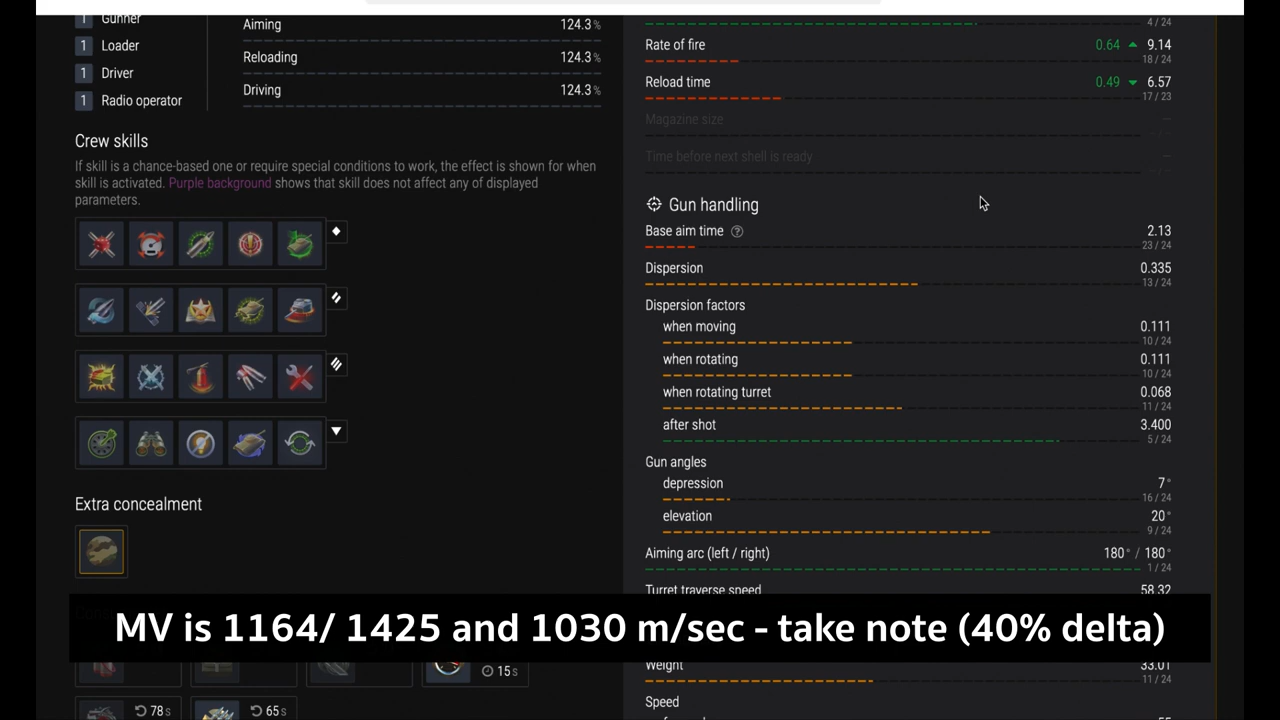 1 Gunner
1 Loader
1 Driver
1 Radio operator
Aiming 124.3%
Reloading 124.3%
Driving 124.3%
Crew skills
If skill is a chance-based one or require special conditions to work, the effect is shown for when
skill is activated. Purple background shows that skill does not affect any of displayed
parameters.
Extra concealment
15s
78s
65s
4 / 24
Rate of fire 0.64 9.14
18 / 24
Reload time 0.49 6.57
17 / 23
Magazine size —
Time before next shell is ready —
Gun handling
Base aim time ? 2.13
23 / 24
Dispersion 0.335
13 / 24
Dispersion factors
when moving 0.111
10 / 24
when rotating 0.111
10 / 24
when rotating turret 0.068
11 / 24
after shot 3.400
5 / 24
Gun angles
depression 7°
16 / 24
elevation 20°
9 / 24
Aiming arc (left / right) 180° / 180°
1 / 24
Turret traverse speed 58.32
MV is 1164/ 1425 and 1030 m/sec - take note (40% delta)
Weight 33.01
11 / 24
Speed